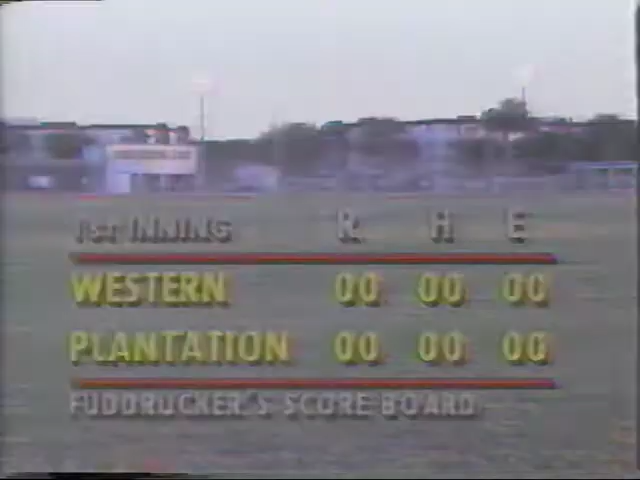 1ST INNING R H E
WESTERN 00 00 00
PLANTATION 00 00 00
FUDDRUCKER'S SCORE BOARD